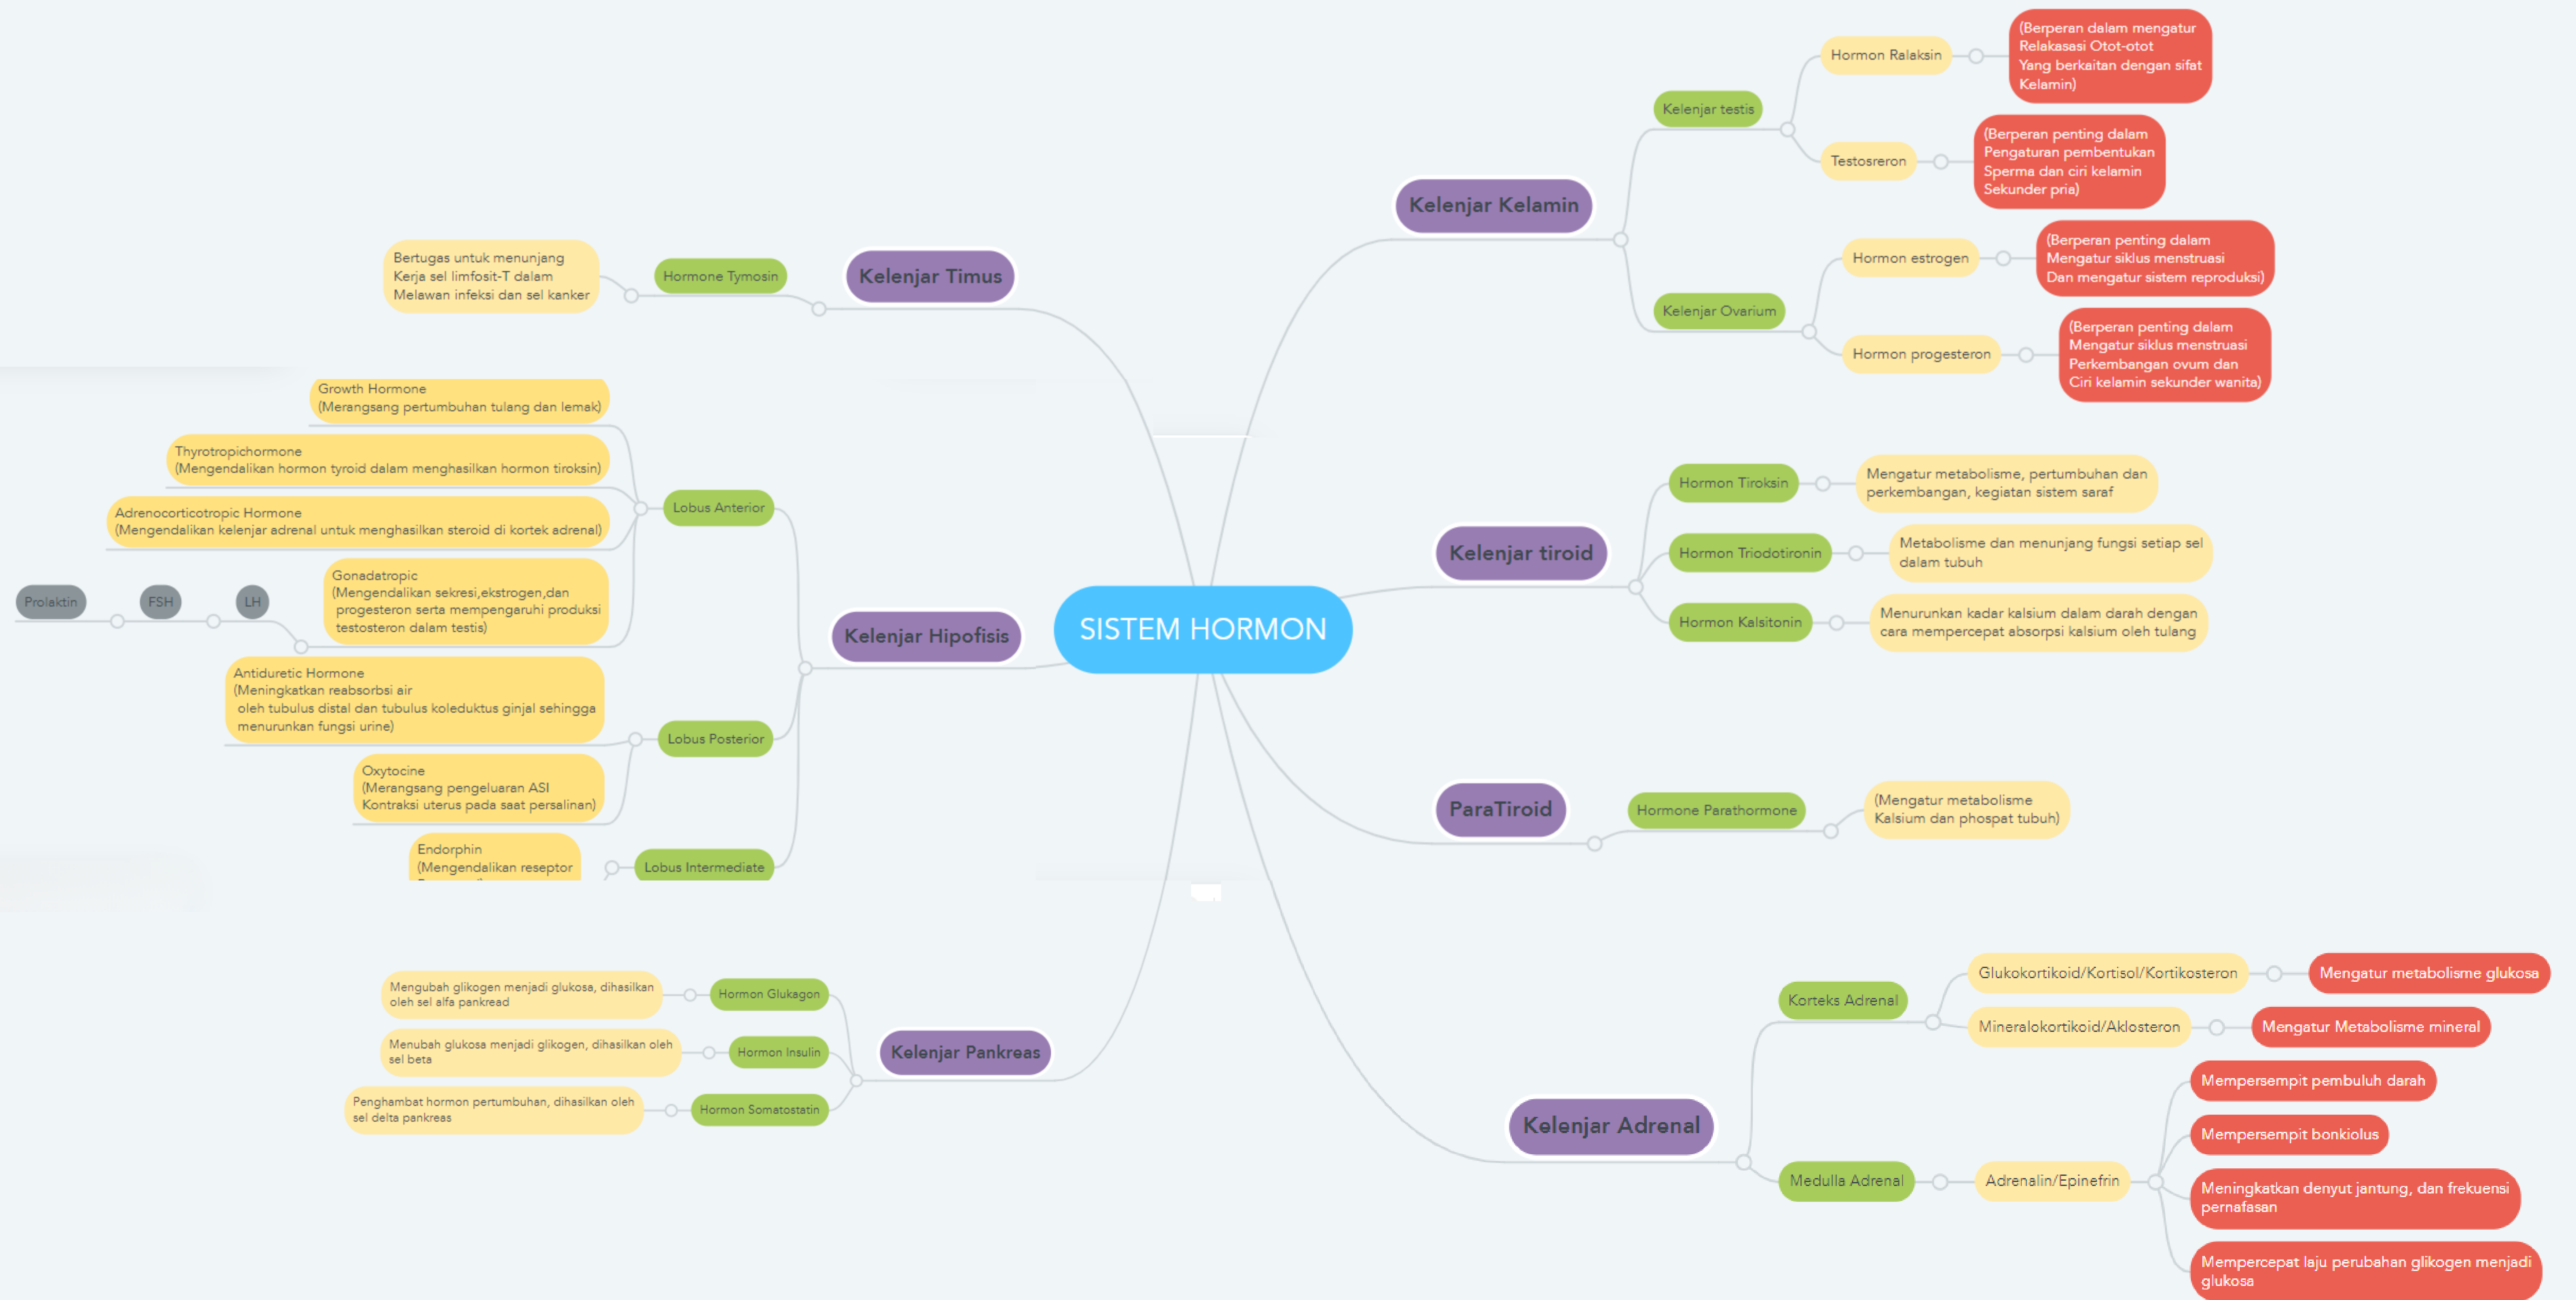 SISTEM HORMON
Kelenjar Timus
Hormone Tymosin
Bertugas untuk menunjang
Kerja sel limfosit-T dalam
Melawan infeksi dan sel kanker
Kelenjar Hipofisis
Lobus Anterior
Growth Hormone
(Merangsang pertumbuhan tulang dan lemak)
Thyrotropichormone
(Mengendalikan hormon tyroid dalam menghasilkan hormon tiroksin)
Adrenocorticotropic Hormone
(Mengendalikan kelenjar adrenal untuk menghasilkan steroid di kortek adrenal)
Gonadatropic
(Mengendalikan sekresi,ekstrogen,dan
progesteron serta mempengaruhi produksi
testosteron dalam testis)
LH
FSH
Prolaktin
Lobus Posterior
Antiduretic Hormone
(Meningkatkan reabsorbsi air
oleh tubulus distal dan tubulus koleduktus ginjal sehingga
menurunkan fungsi urine)
Oxytocine
(Merangsang pengeluaran ASI
Kontraksi uterus pada saat persalinan)
Lobus Intermediate
Endorphin
(Mengendalikan reseptor
Kelenjar Pankreas
Hormon Glukagon
Mengubah glikogen menjadi glukosa, dihasilkan
oleh sel alfa pankread
Hormon Insulin
Menubah glukosa menjadi glikogen, dihasilkan oleh
sel beta
Hormon Somatostatin
Penghambat hormon pertumbuhan, dihasilkan oleh
sel delta pankreas
Kelenjar Kelamin
Kelenjar testis
Hormon Ralaksin
(Berperan dalam mengatur
Relakasasi Otot-otot
Yang berkaitan dengan sifat
Kelamin)
Testosreron
(Berperan penting dalam
Pengaturan pembentukan
Sperma dan ciri kelamin
Sekunder pria)
Kelenjar Ovarium
Hormon estrogen
(Berperan penting dalam
Mengatur siklus menstruasi
Dan mengatur sistem reproduksi)
Hormon progesteron
(Berperan penting dalam
Mengatur siklus menstruasi
Perkembangan ovum dan
Ciri kelamin sekunder wanita)
Kelenjar tiroid
Hormon Tiroksin
Mengatur metabolisme, pertumbuhan dan
perkembangan, kegiatan sistem saraf
Hormon Triodotironin
Metabolisme dan menunjang fungsi setiap sel
dalam tubuh
Hormon Kalsitonin
Menurunkan kadar kalsium dalam darah dengan
cara mempercepat absorpsi kalsium oleh tulang
ParaTiroid
Hormone Parathormone
(Mengatur metabolisme
Kalsium dan phospat tubuh)
Kelenjar Adrenal
Korteks Adrenal
Glukokortikoid/Kortisol/Kortikosteron
Mengatur metabolisme glukosa
Mineralokortikoid/Aklosteron
Mengatur Metabolisme mineral
Medulla Adrenal
Adrenalin/Epinefrin
Mempersempit pembuluh darah
Mempersempit bonkiolus
Meningkatkan denyut jantung, dan frekuensi
pernafasan
Mempercepat laju perubahan glikogen menjadi
glukosa